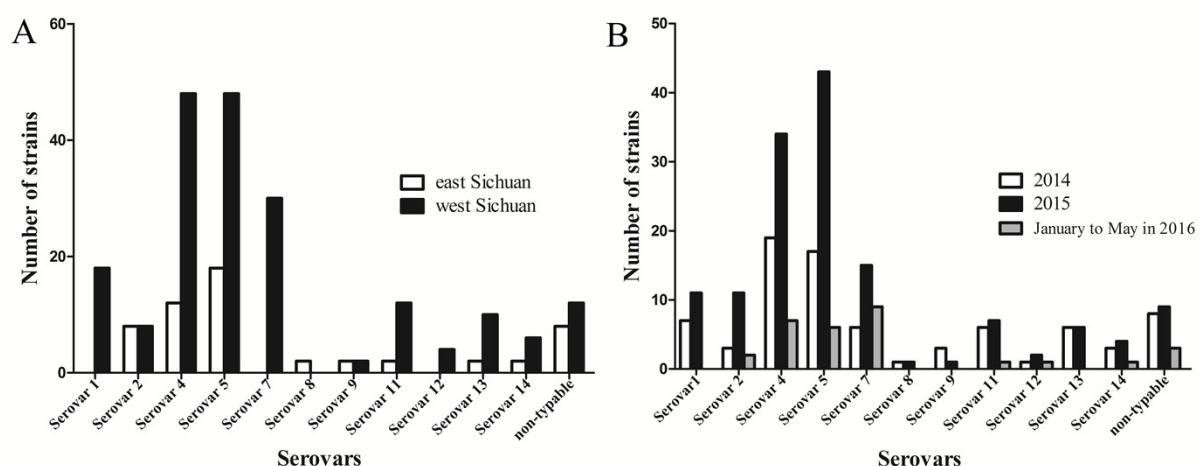 A
Number of strains
60
40
20
0
east Sichuan
west Sichuan
Serovar 1
Serovar 2
Serovar 4
Serovar 5
Serovar 7
Serovar 8
Serovar 9
Serovar 11
Serovar 12
Serovar 13
Serovar 14
non-typable
Serovars
B
Number of strains
50
40
30
20
10
0
2014
2015
January to May in 2016
Serovar1
Serovar 2
Serovar 4
Serovar 5
Serovar 7
Serovar 8
Serovar 9
Serovar 11
Serovar 12
Serovar 13
Serovar 14
non-typable
Serovars